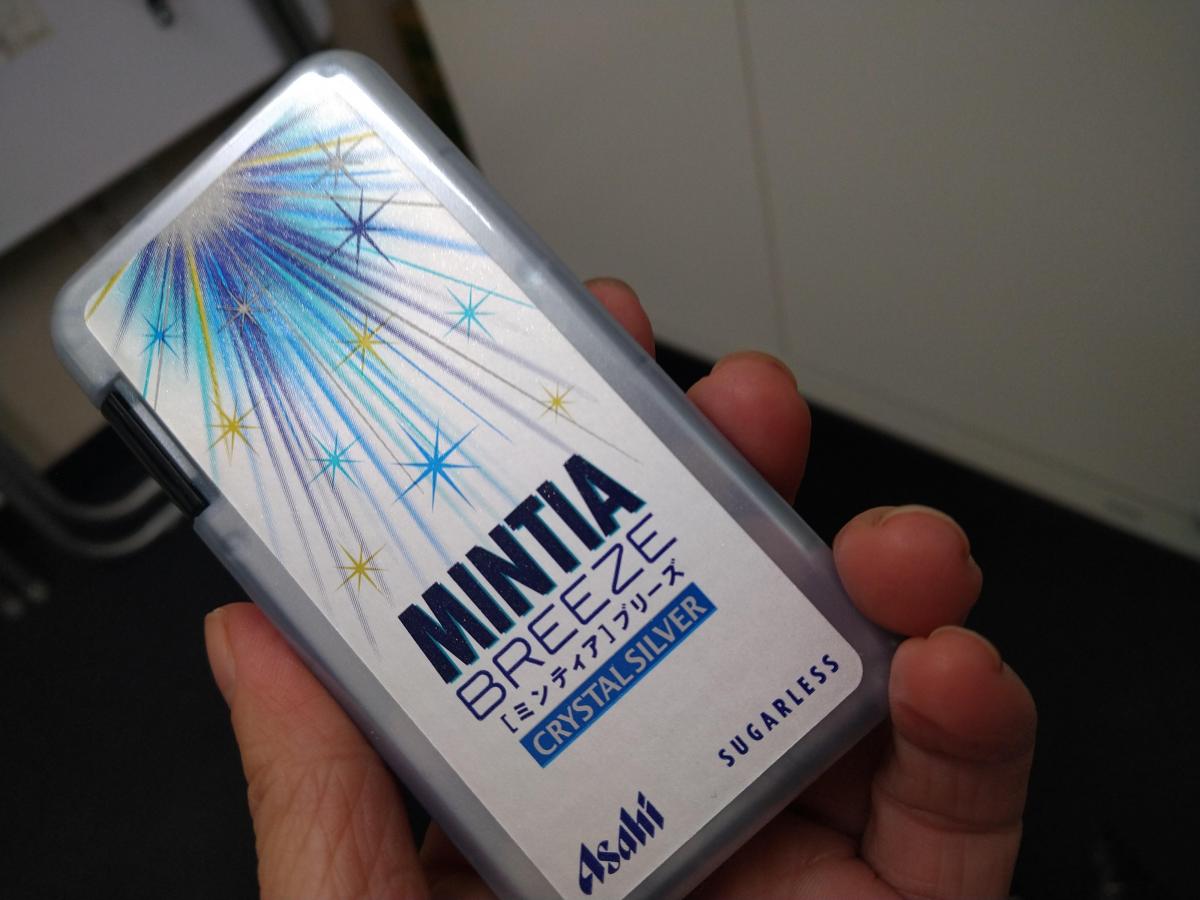 MINTIA
BREEZE
[ミンティア]ブリーズ
CRYSTAL SILVER
SUGARLESS
Asahi